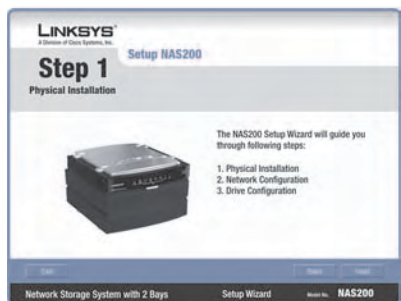 LINKSYS®
A Division of Cisco Systems, Inc.
Setup NAS200
Step 1
Physical Installation
The NAS200 Setup Wizard will guide you
through following steps:
1. Physical Installation
2. Network Configuration
3. Drive Configuration
Exit
Network Storage System with 2 Bays Setup Wizard Model No. NAS200